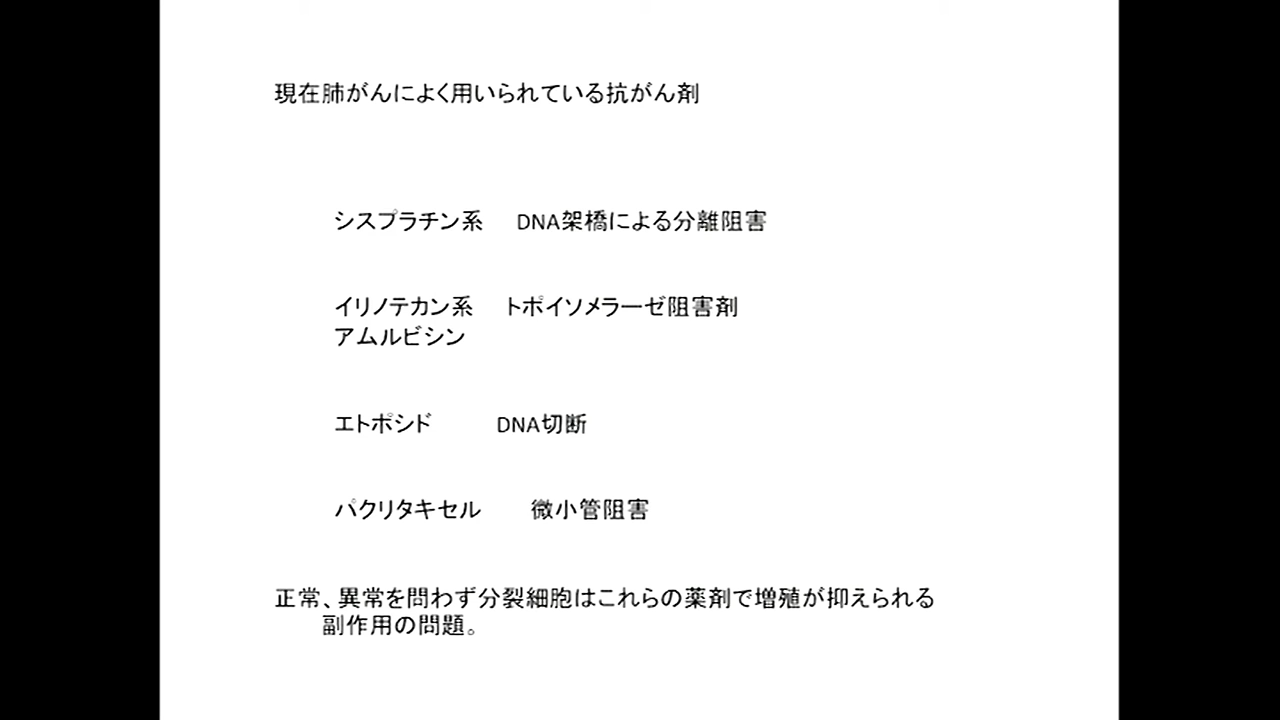 現在肺がんによく用いられている抗がん剤
シスプラチン系 DNA架橋による分離阻害
イリノテカン系 トポイソメラーゼ阻害剤
アムルビシン
エトポシド DNA切断
パクリタキセル 微小管阻害
正常、異常を問わず分裂細胞はこれらの薬剤で増殖が抑えられる
副作用の問題。